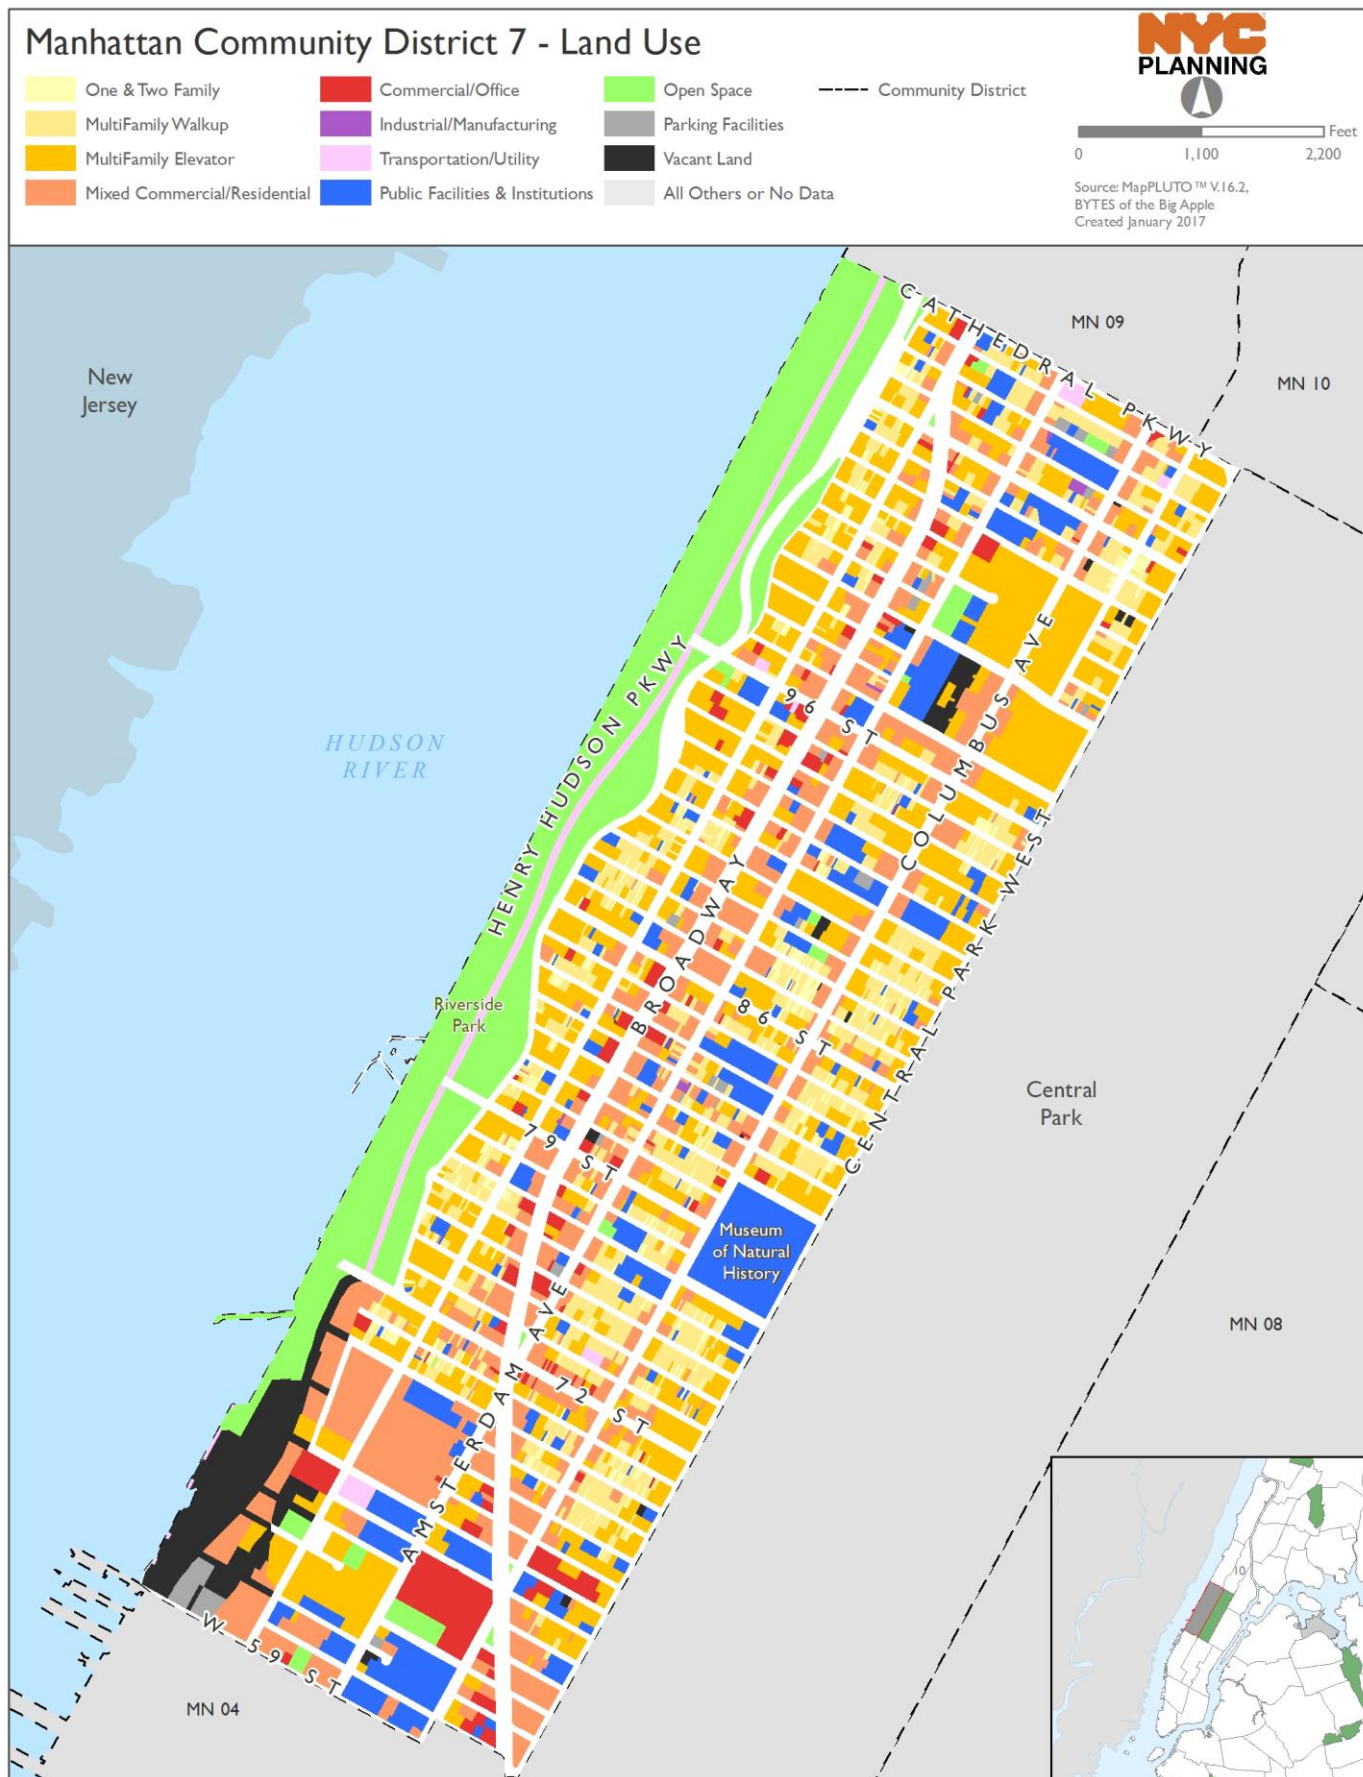 Manhattan Community District 7 - Land Use
One & Two Family
MultiFamily Walkup
MultiFamily Elevator
Mixed Commercial/Residential
Commercial/Office
Industrial/Manufacturing
Transportation/Utility
Public Facilities & Institutions
Open Space
Parking Facilities
Vacant Land
All Others or No Data
Community District
NYC
PLANNING
Feet
0 1,100 2,200
Source: MapPLUTO™ V.16.2,
BYTES of the Big Apple
Created January 2017
New
Jersey
CATHEDRAL PKWY
MN 09
MN 10
HENRY HUDSON PKWY
HUDSON
RIVER
96 ST
COLUMBUS AVE
BROADWAY
CENTRAL PARK WEST
Riverside
Park
86 ST
Central
Park
79 ST
Museum
of Natural
History
AMSTERDAM AVE
72 ST
MN 08
W 59 ST
MN 04
10